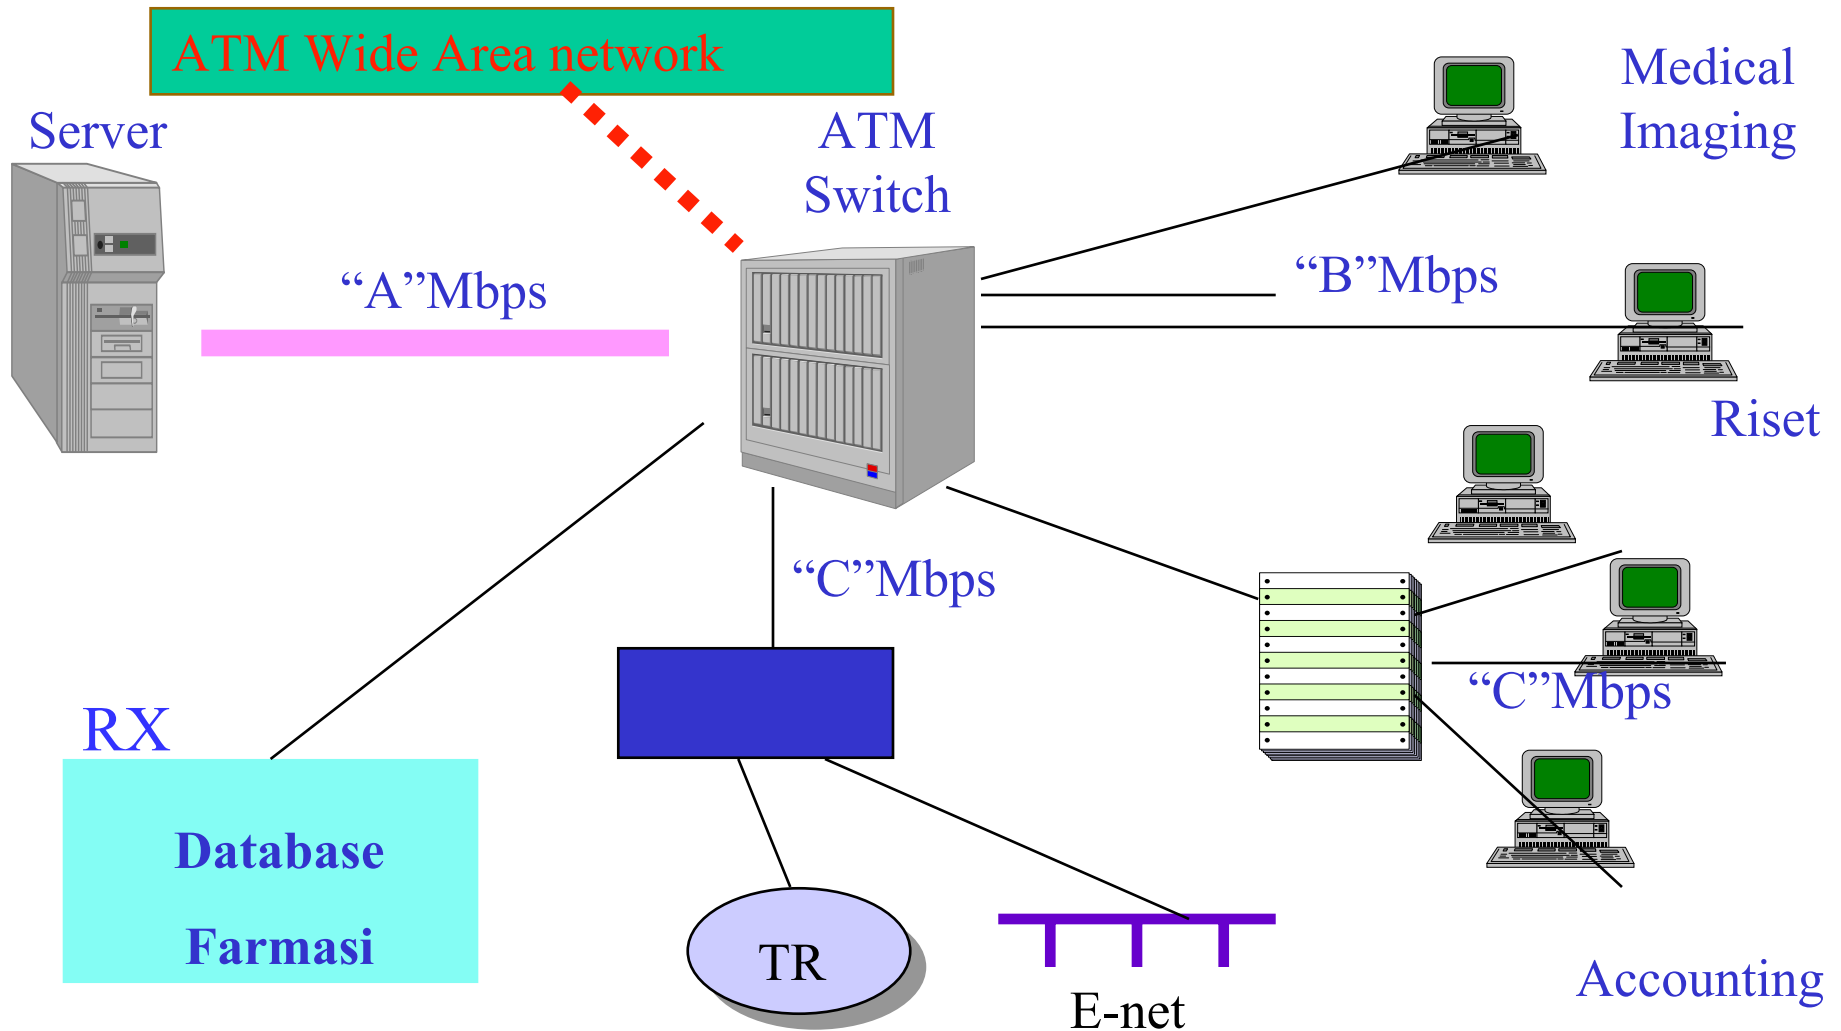 ATM Wide Area network
Server
ATM
Switch
Medical
Imaging
“A”Mbps
“B”Mbps
Riset
“C”Mbps
“C”Mbps
RX
Database
Farmasi
TR
E-net
Accounting